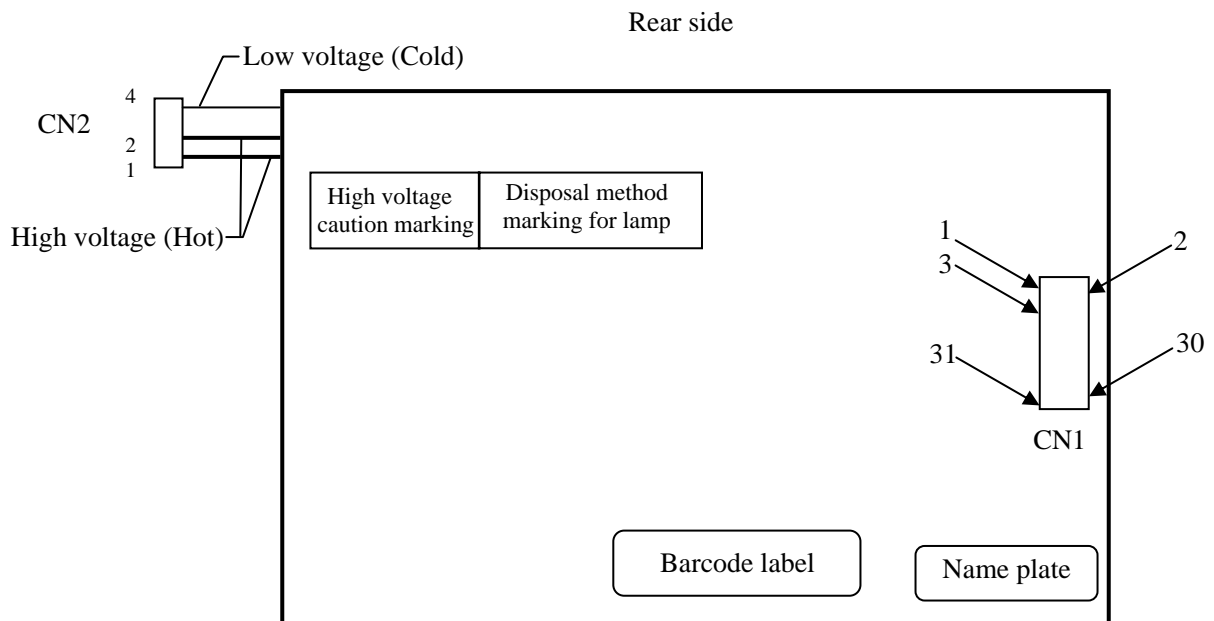 Rear side
Low voltage (Cold)
4
CN2
2
1
High voltage
caution marking
Disposal method
marking for lamp
High voltage (Hot)
1
2
3
31
30
CN1
Barcode label
Name plate